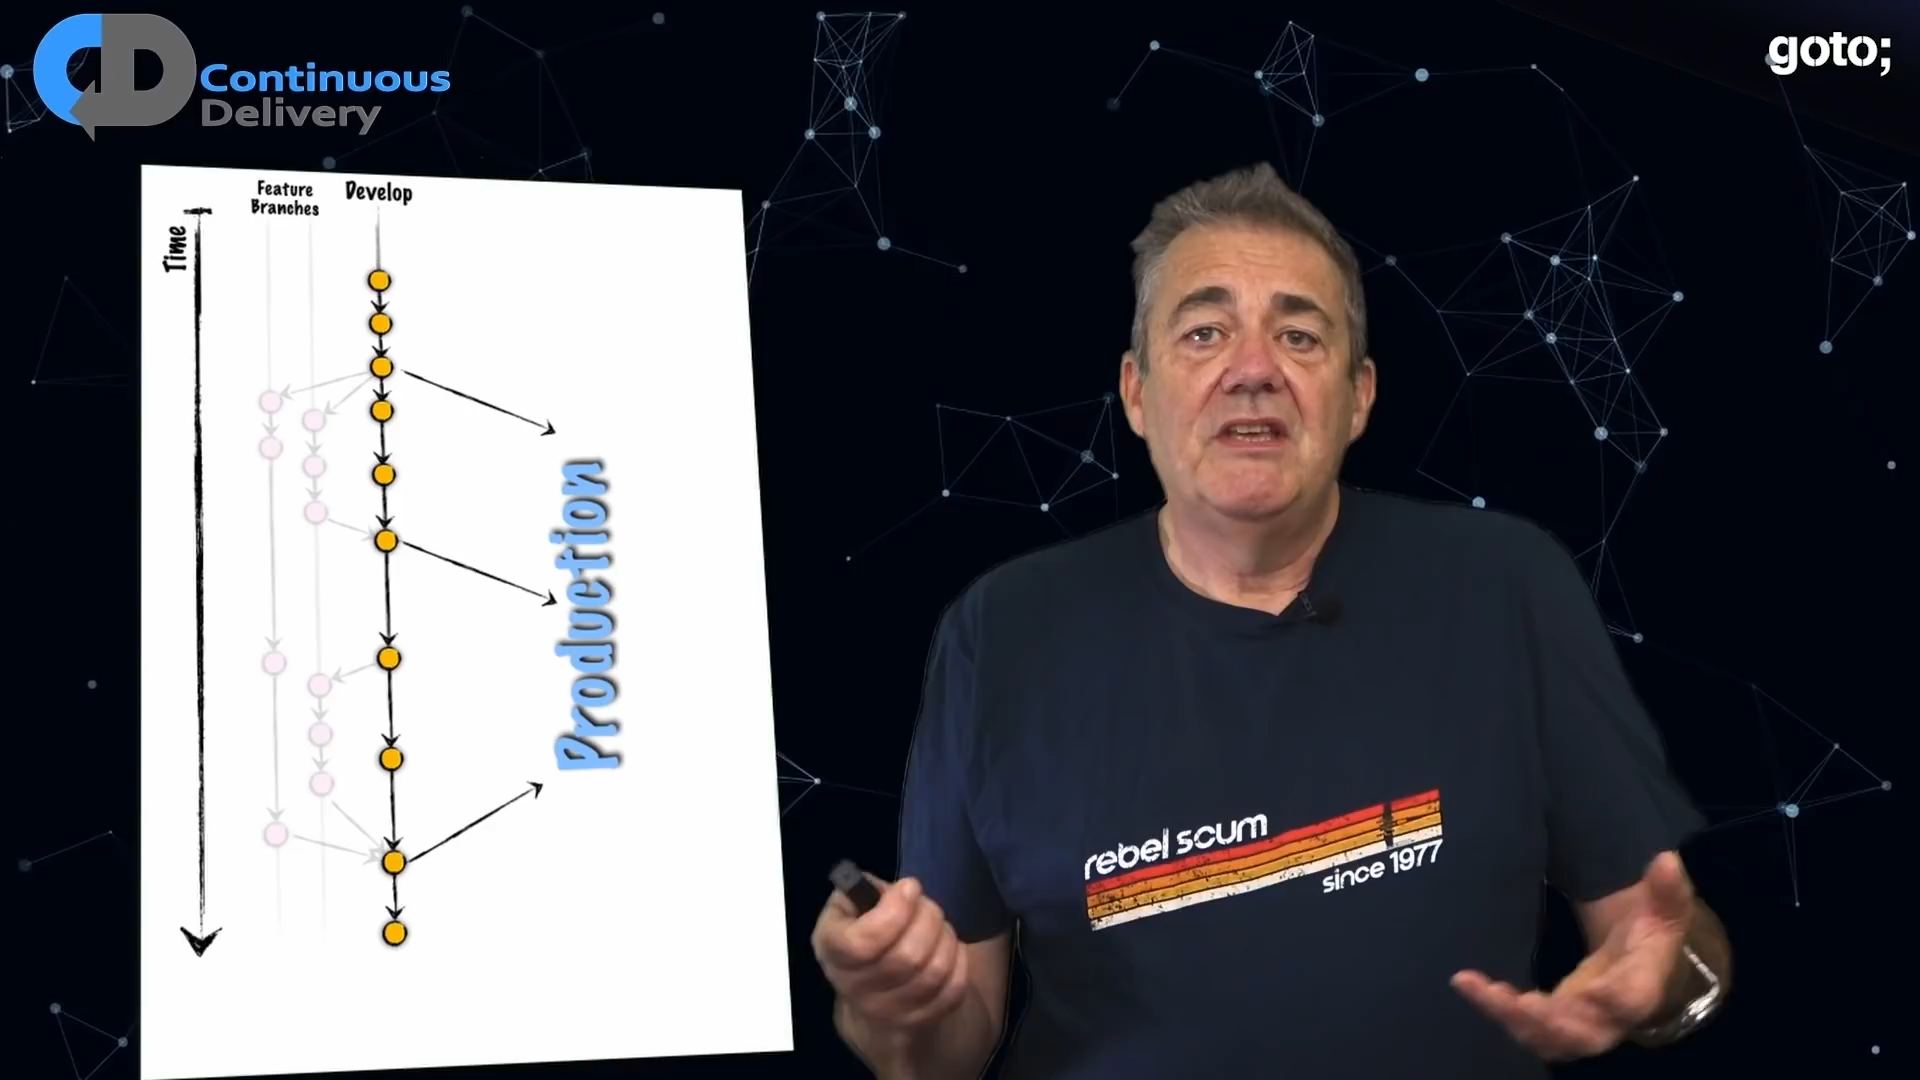 Continuous
Delivery
goto;
Feature
Branches
Develop
Time
Production
rebel scum
since 1977